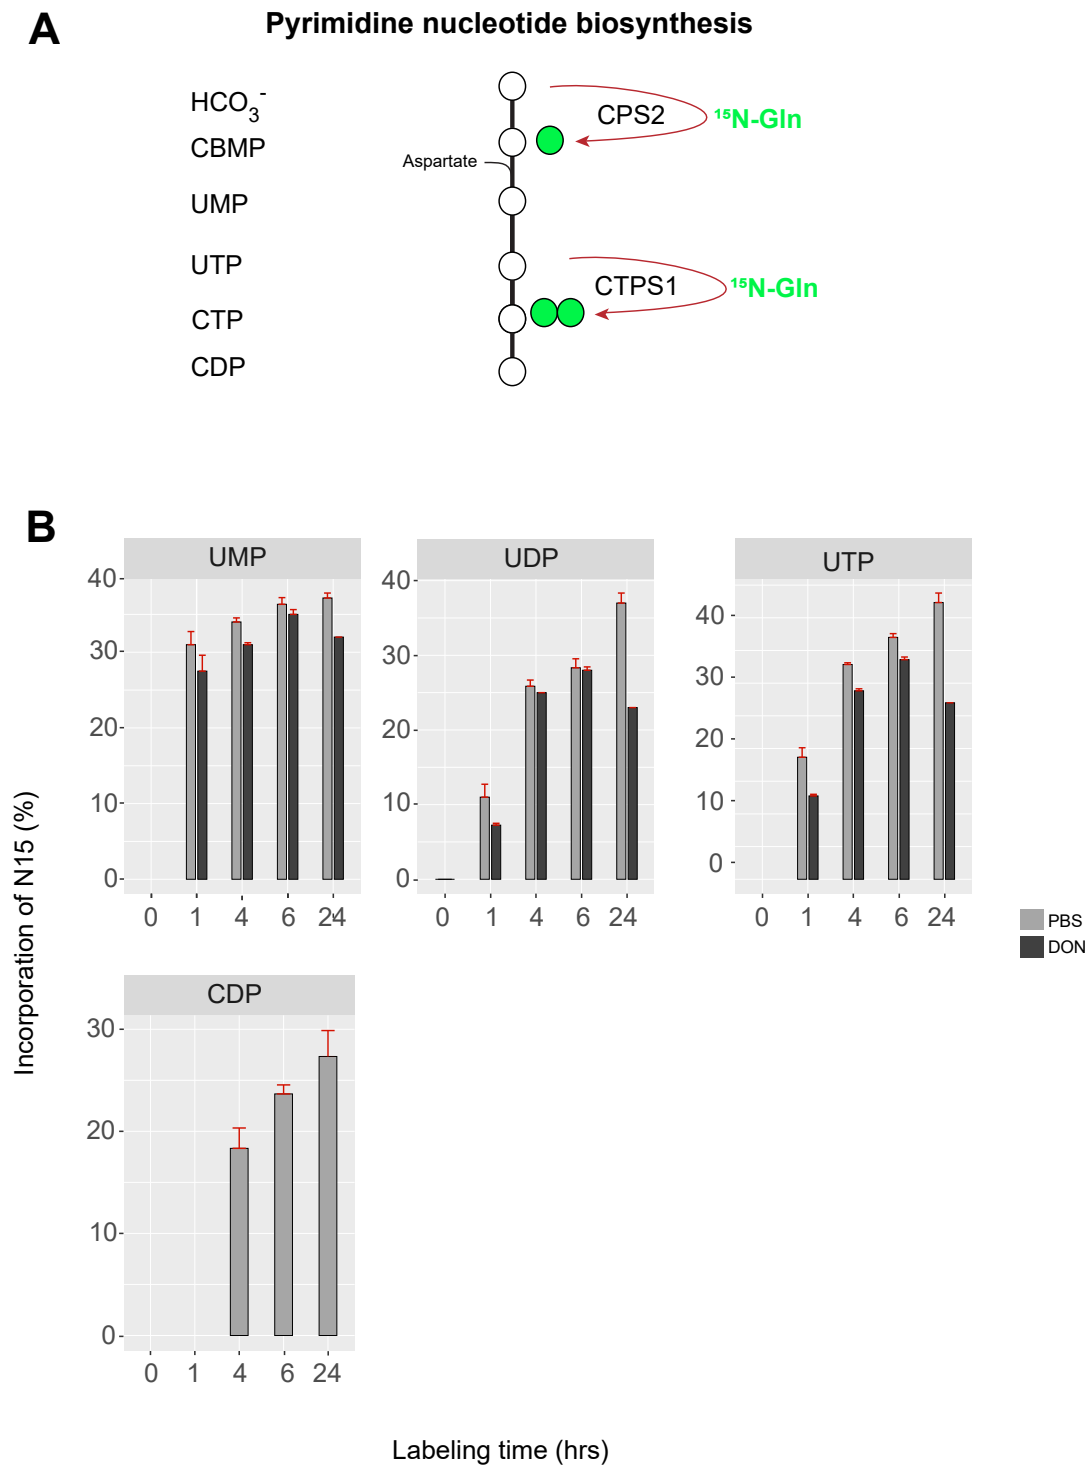 A
Pyrimidine nucleotide biosynthesis
HCO3-
CPS2
15N-Gln
CBMP
Aspartate
UMP
UTP
CTPS1
15N-Gln
CTP
CDP
B
Incorporation of N15 (%)
UMP
40
30
20
10
0
0 1 4 6 24
UDP
40
30
20
10
0
0 1 4 6 24
UTP
40
30
20
10
0
0 1 4 6 24
PBS
DON
CDP
30
20
10
0
0 1 4 6 24
Labeling time (hrs)